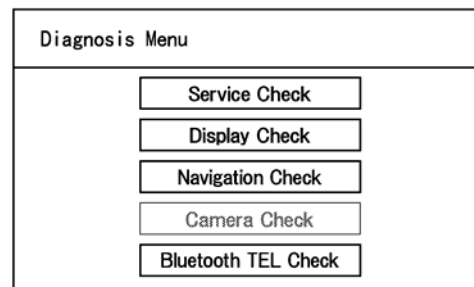 Diagnosis Menu
Service Check
Display Check
Navigation Check
Camera Check
Bluetooth TEL Check